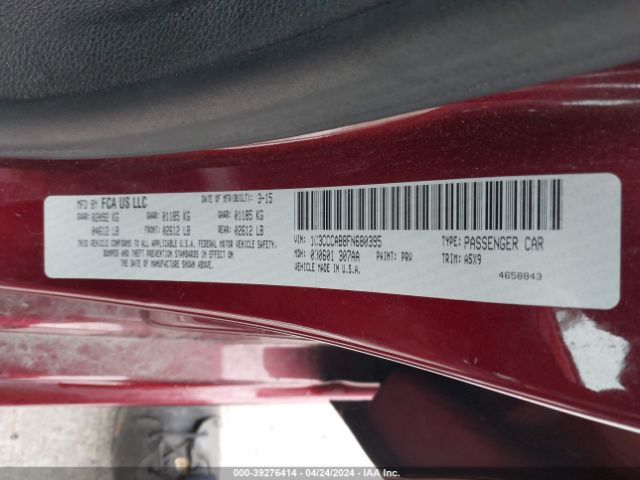 MFD BY FCA US LLC DATE OF MFR(BUILT): 3-15
GVWR: 02092 KG GAWR: 01185 KG GAWR: 01185 KG
04612 LB FRONT: 02612 LB REAR: 02612 LB
THIS VEHICLE CONFORMS TO ALL U.S.A. FEDERAL MOTOR VEHICLE SAFETY,
BUMPER AND THEFT PREVENTION STANDARDS IN EFFECT ON
THE DATE OF MANUFACTURE SHOWN ABOVE.
VIN: 1C3CCCAB8FN680395 TYPE: PASSENGER CAR
MDH: 030601 307AA PAINT: PRV TRIM: A5X9
VEHICLE MADE IN U.S.A.
4658843
000-39276414 - 04/24/2024 - IAA Inc.